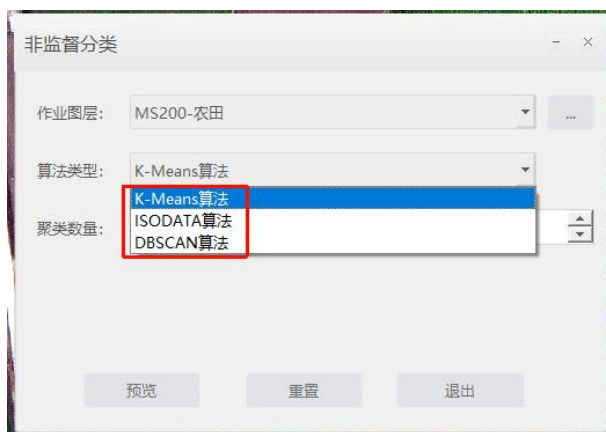 非监督分类
作业图层: MS200-农田 ...
算法类型: K-Means算法
K-Means算法
ISODATA算法
DBSCAN算法
聚类数量:
预览 重置 退出